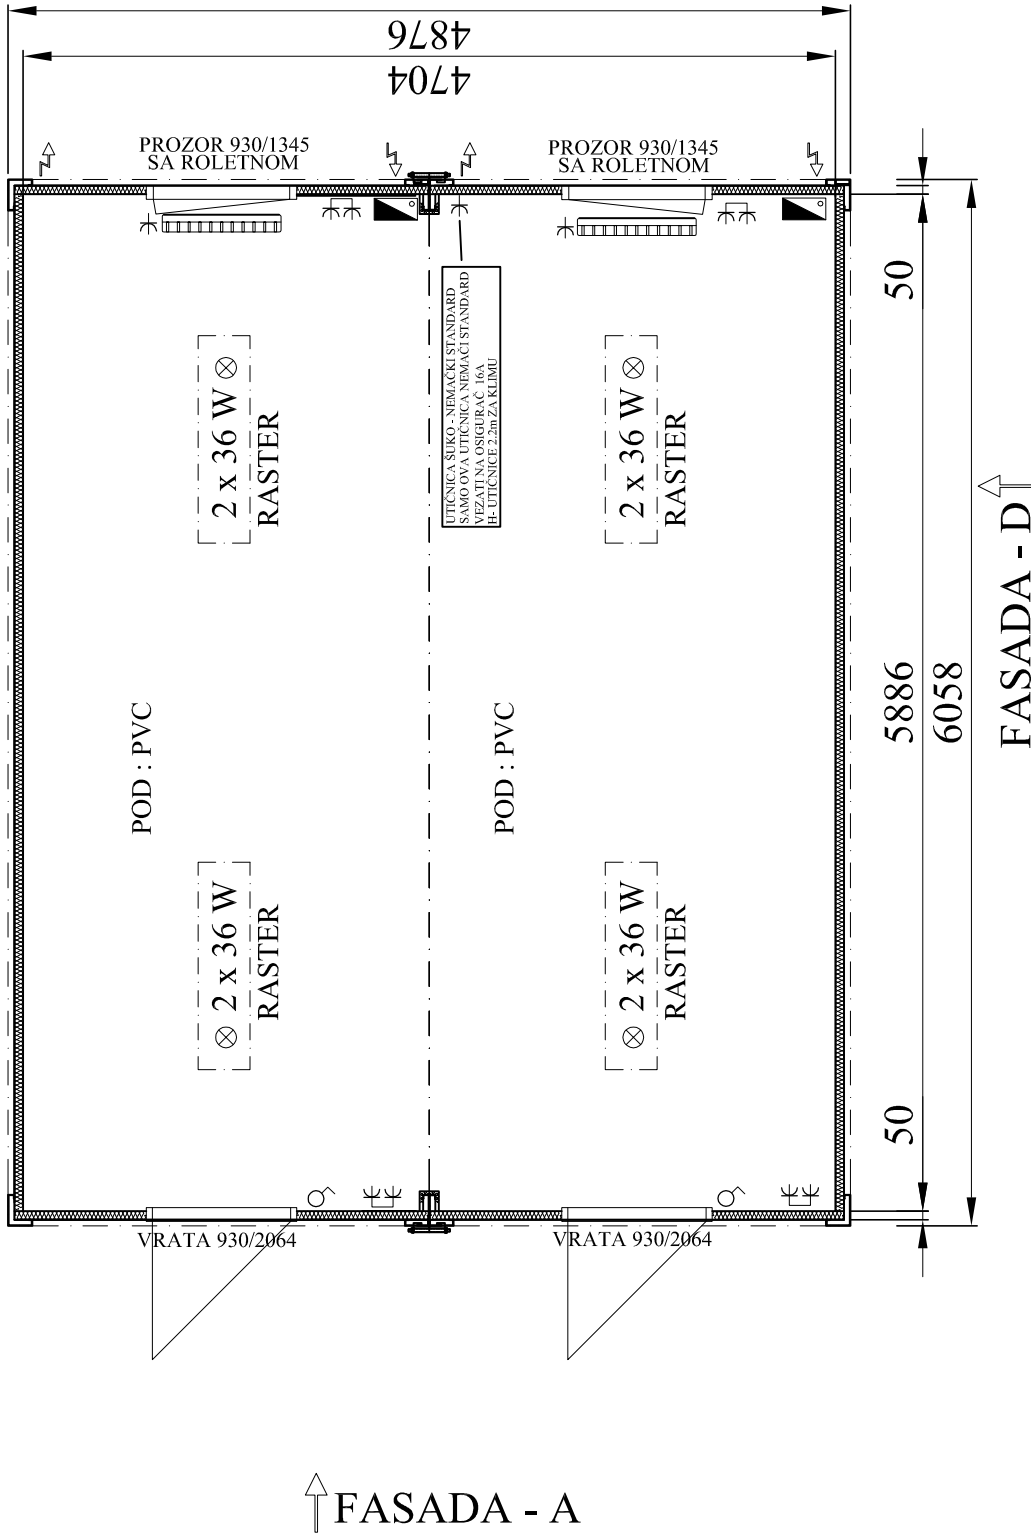 4876
4704
PROZOR 930/1345
SA ROLETNOM
PROZOR 930/1345
SA ROLETNOM
50
UTIČNICA ŠUKO - NEMAČKI STANDARD
SAMO OVA UTIČNICA NEMAČI STANDARD
VEZATI NA OSIGURAČ 16A
H- UTIČNICE 2.2m ZA KLIMU
2 x 36 W
RASTER
2 x 36 W
RASTER
FASADA - D
5886
6058
POD : PVC
POD : PVC
2 x 36 W
RASTER
2 x 36 W
RASTER
50
VRATA 930/2064
VRATA 930/2064
FASADA - A